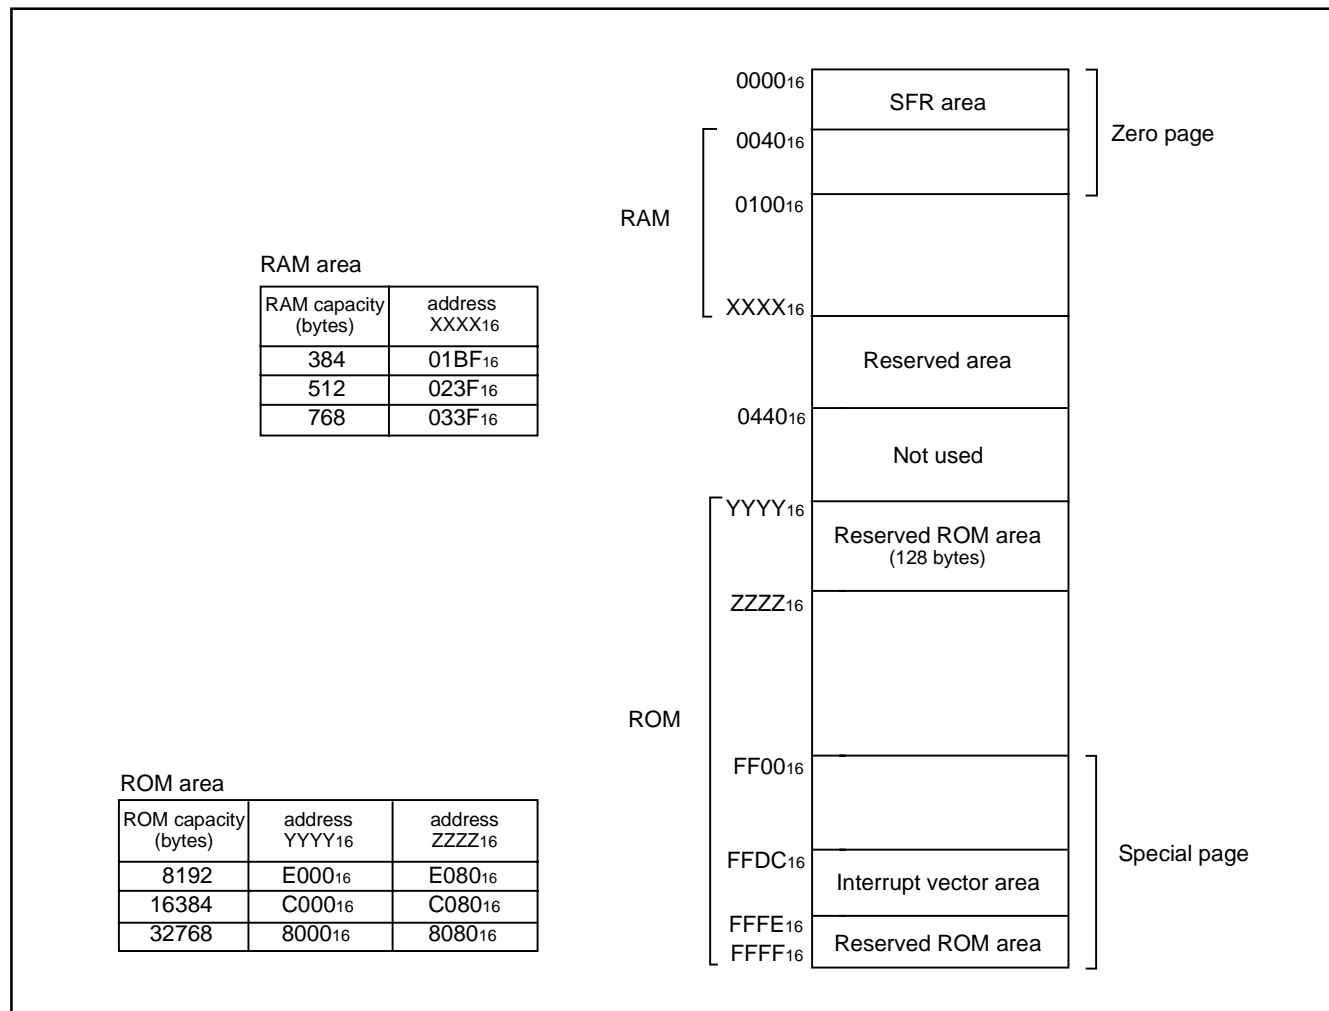 000016
SFR area
Zero page
004016
010016
RAM
XXXX16
Reserved area
044016
Not used
YYYY16
Reserved ROM area
(128 bytes)
ZZZZ16
ROM
FF0016
Special page
FFDC16
Interrupt vector area
FFFE16
Reserved ROM area
FFFF16
RAM area
RAM capacity (bytes) address XXXX16
384 01BF16
512 023F16
768 033F16
ROM area
ROM capacity (bytes) address YYYY16 address ZZZZ16
8192 E00016 E08016
16384 C00016 C08016
32768 800016 808016